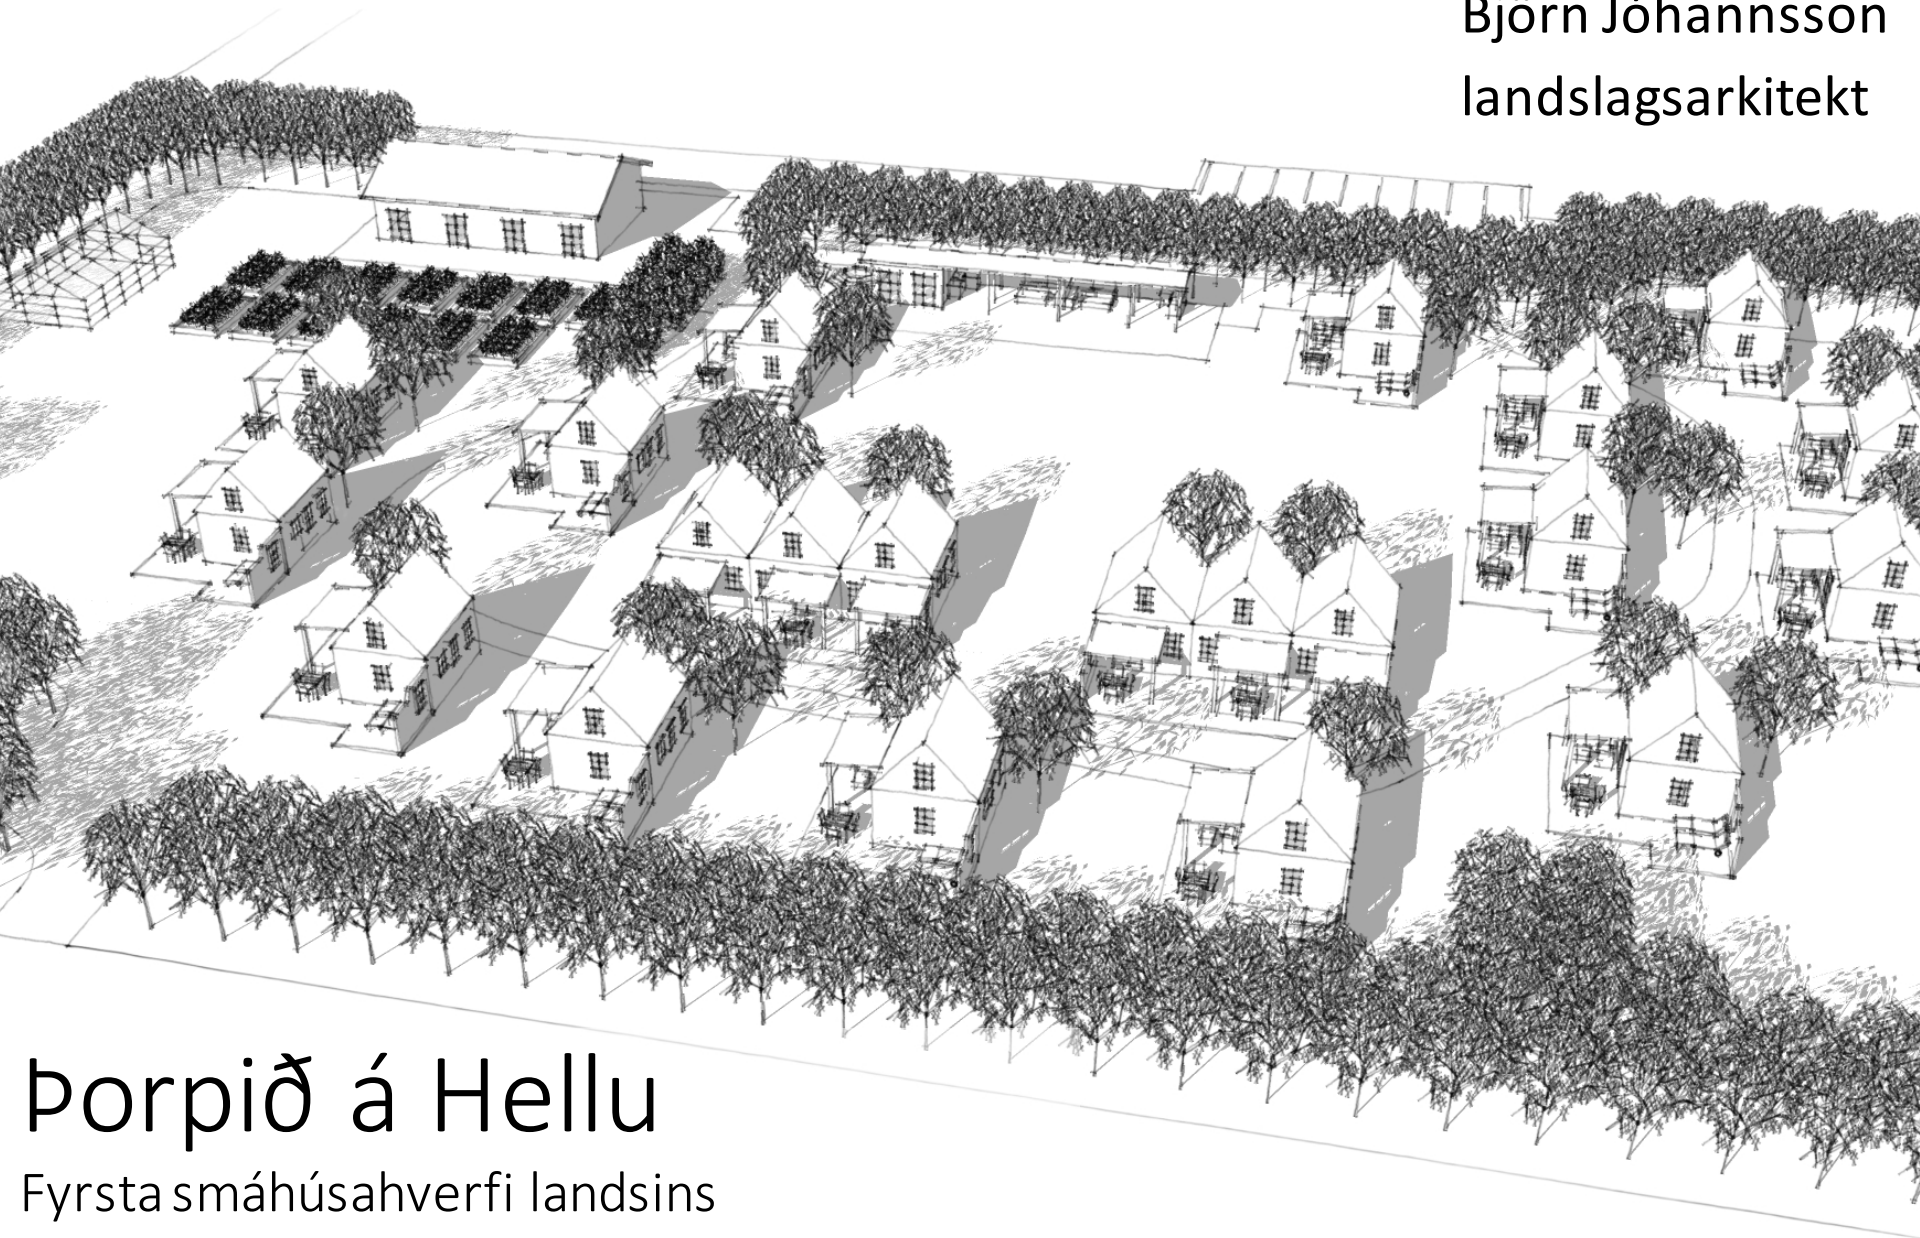 Björn Jóhannsson
landslagsarkitekt
Þorpið á Hellu
Fyrsta smáhúsahverfi landsins